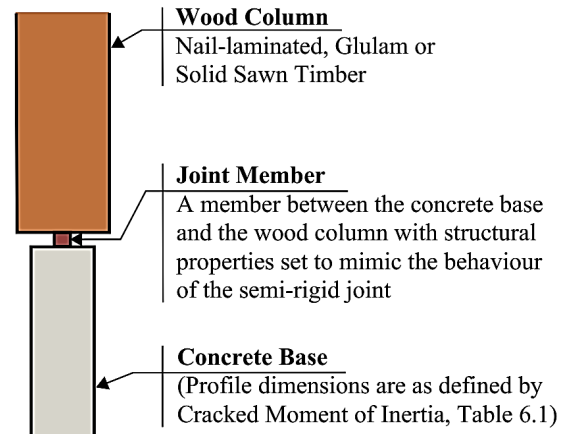 Wood Column
Nail-laminated, Glulam or
Solid Sawn Timber
Joint Member
A member between the concrete base
and the wood column with structural
properties set to mimic the behaviour
of the semi-rigid joint
Concrete Base
(Profile dimensions are as defined by
Cracked Moment of Inertia, Table 6.1)